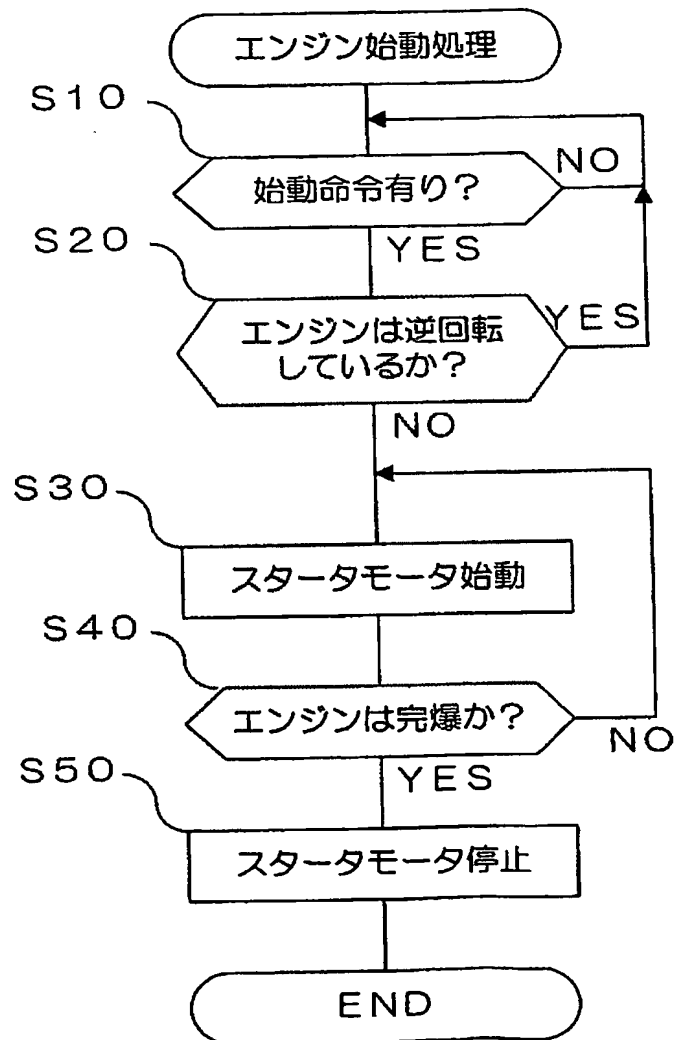 エンジン始動処理
S10
NO
始動命令有り?
S20
YES
エンジンは逆回転
しているか?
YES
NO
S30
スタータモータ始動
S40
エンジンは完爆か?
NO
S50
YES
スタータモータ停止
END